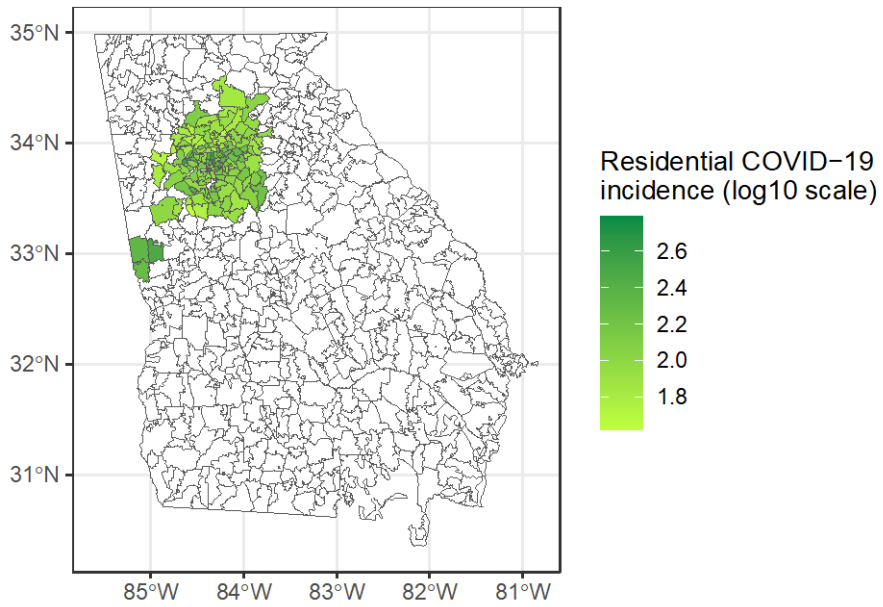 35°N
34°N
33°N
32°N
31°N
85°W
84°W
83°W
82°W
81°W
Residential COVID−19
incidence (log10 scale)
2.6
2.4
2.2
2.0
1.8